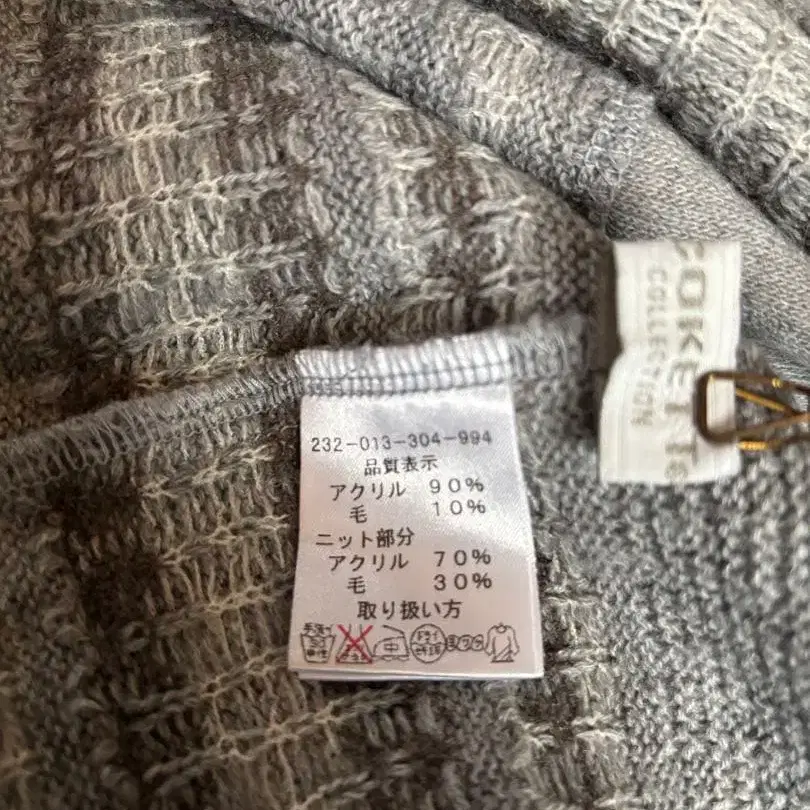 232-013-304-994
品質表示
アクリル 90%
毛 10%
ニット部分
アクリル 70%
毛 30%
取り扱い方
中
COLLECTION